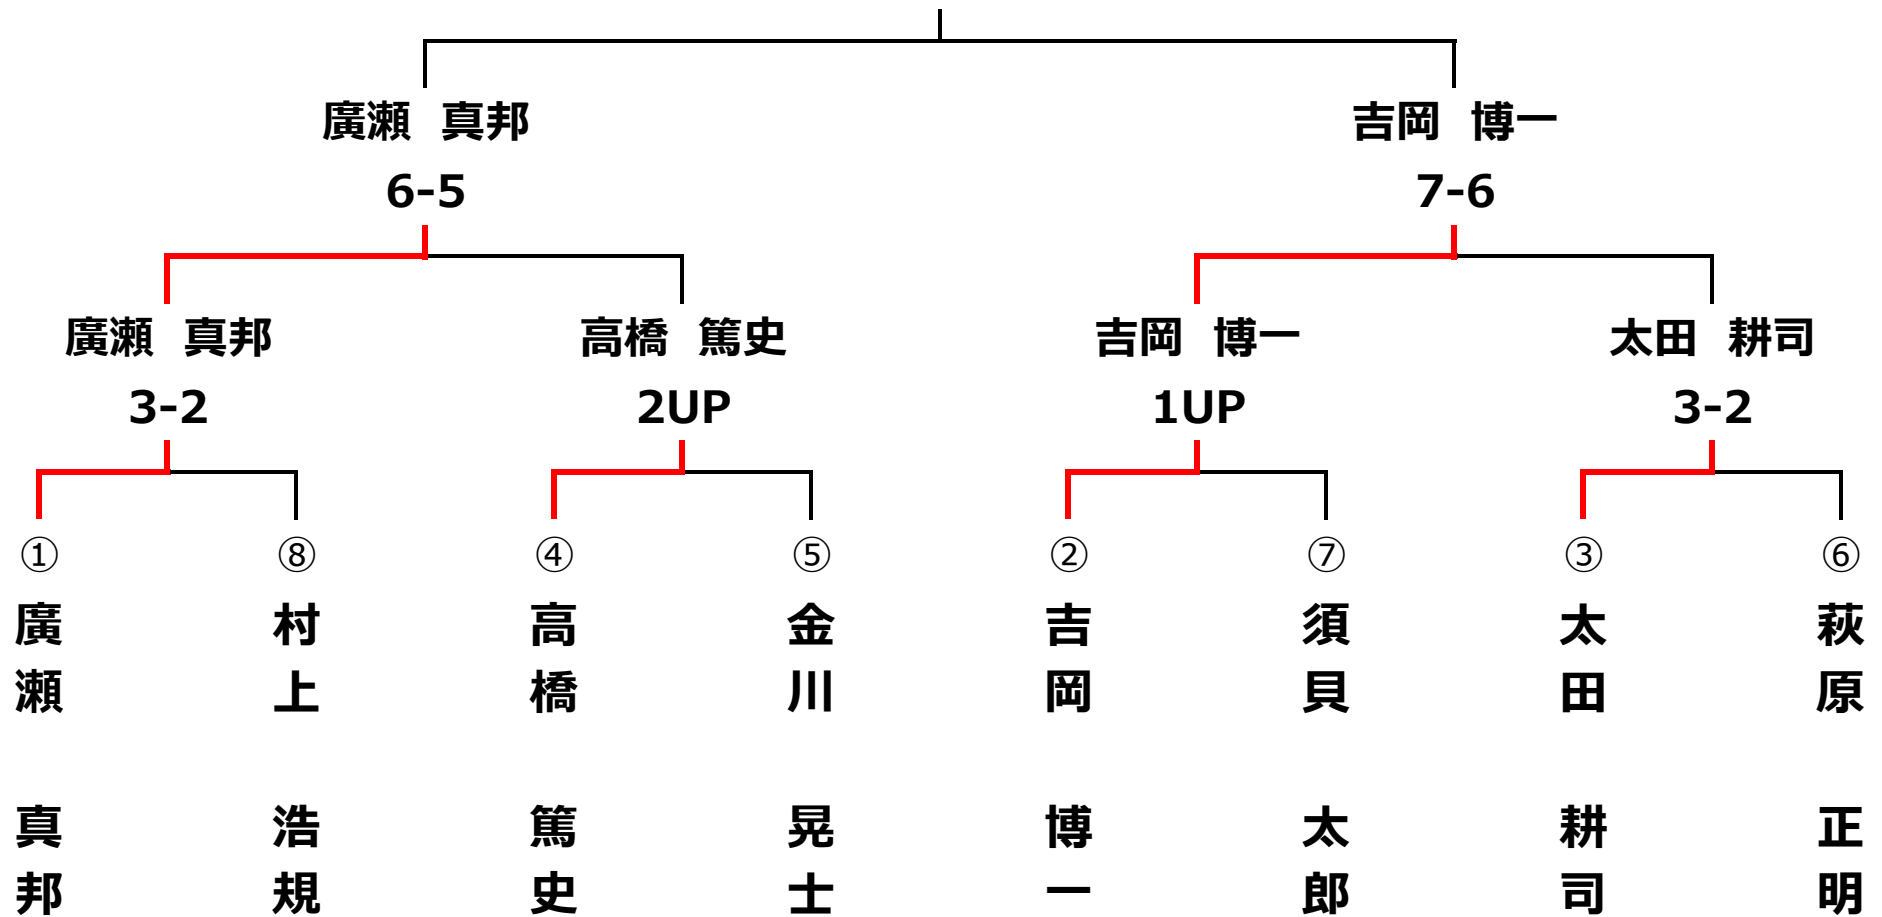 廣瀬　真邦
吉岡　博一
6-5
7-6
廣瀬　真邦
高橋　篤史
吉岡　博一
太田　耕司
3-2
2UP
1UP
3-2
①
⑧
④
⑤
②
⑦
③
⑥
廣瀬　真邦
村上　浩規
高橋　篤史
金川　晃士
吉岡　博一
須貝　太郎
太田　耕司
萩原　正明